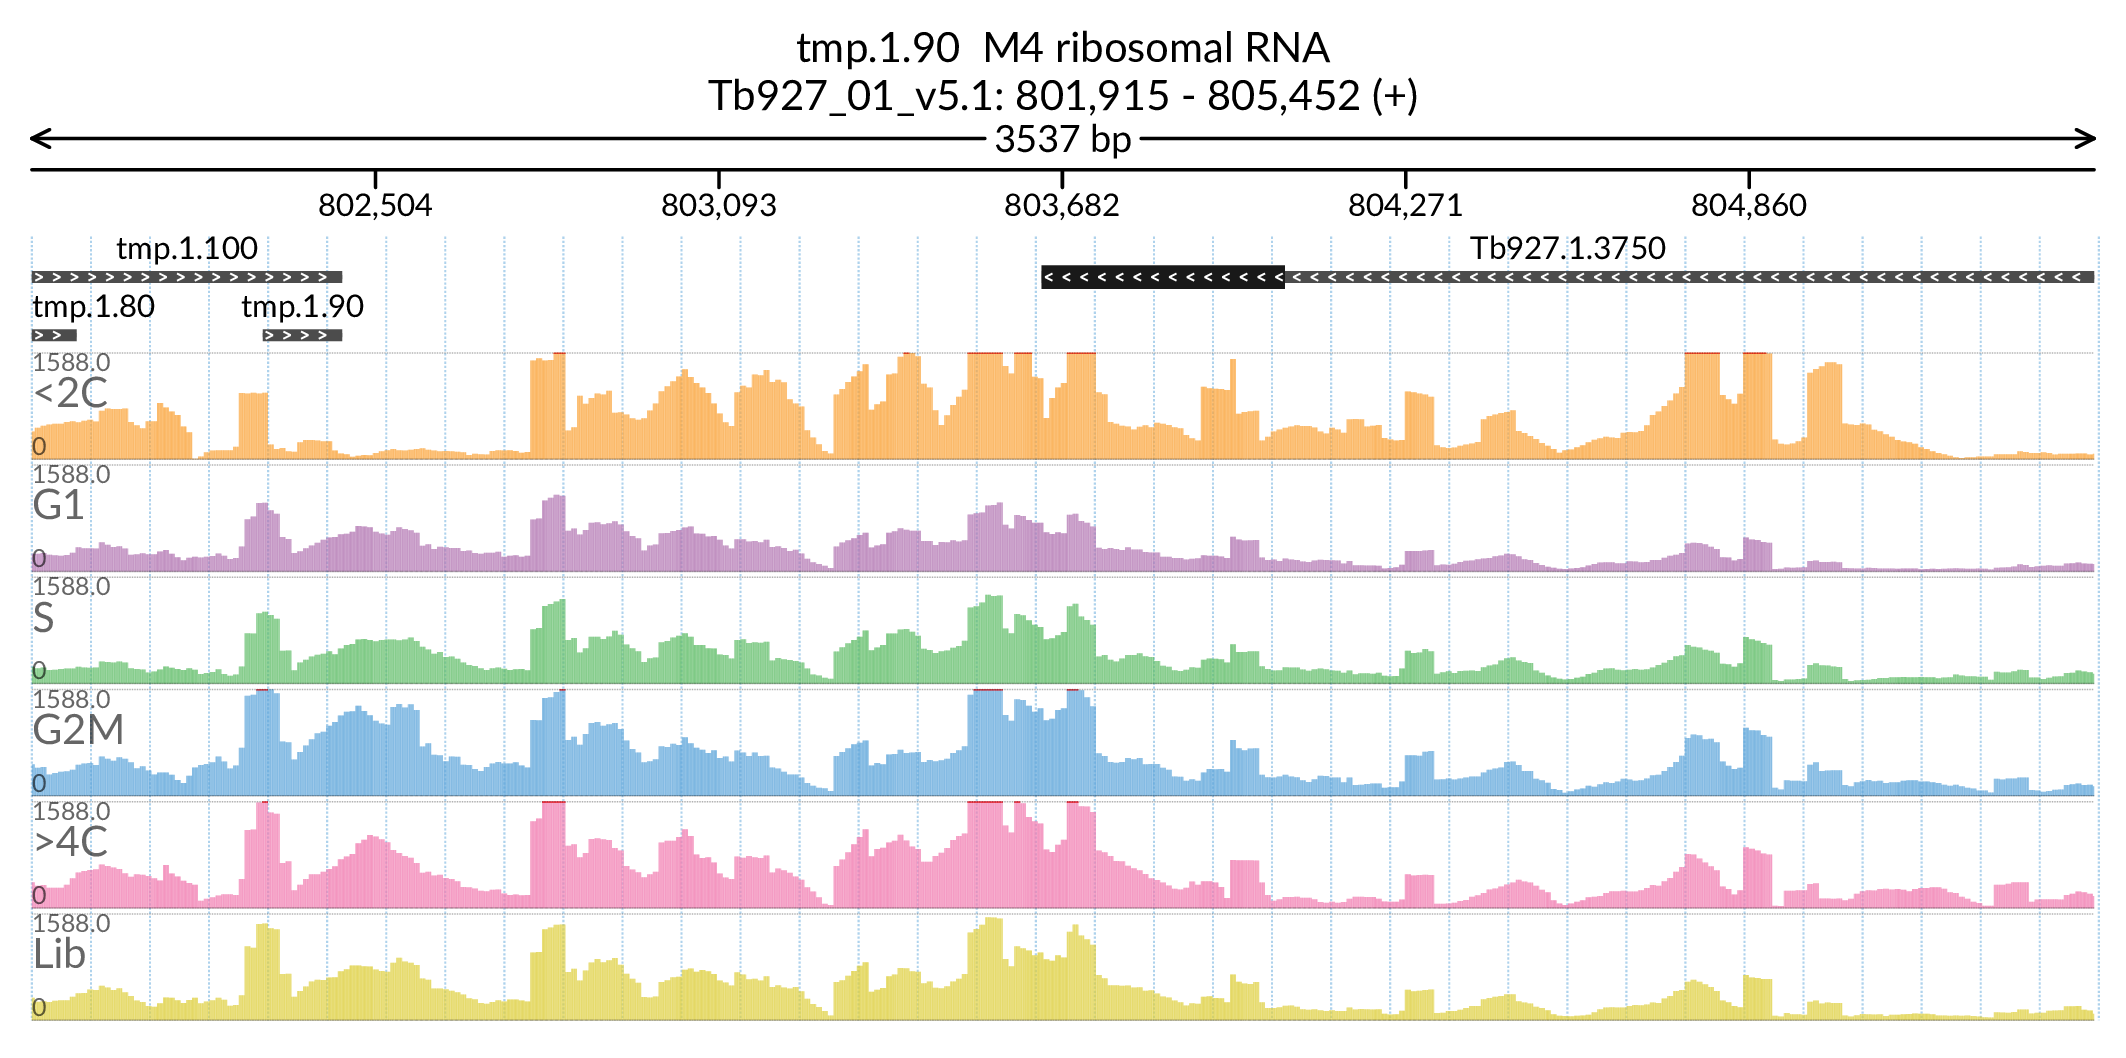 tmp.1.90  M4 ribosomal RNA
Tb927_01_v5.1: 801,915 - 805,452 (+)
3537 bp
802,504 803,093 803,682 804,271 804,860
tmp.1.100 Tb927.1.3750
tmp.1.80 tmp.1.90
1588.0
<2C
0
1588.0
G1
0
1588.0
S
0
1588.0
G2M
0
1588.0
>4C
0
1588.0
Lib
0